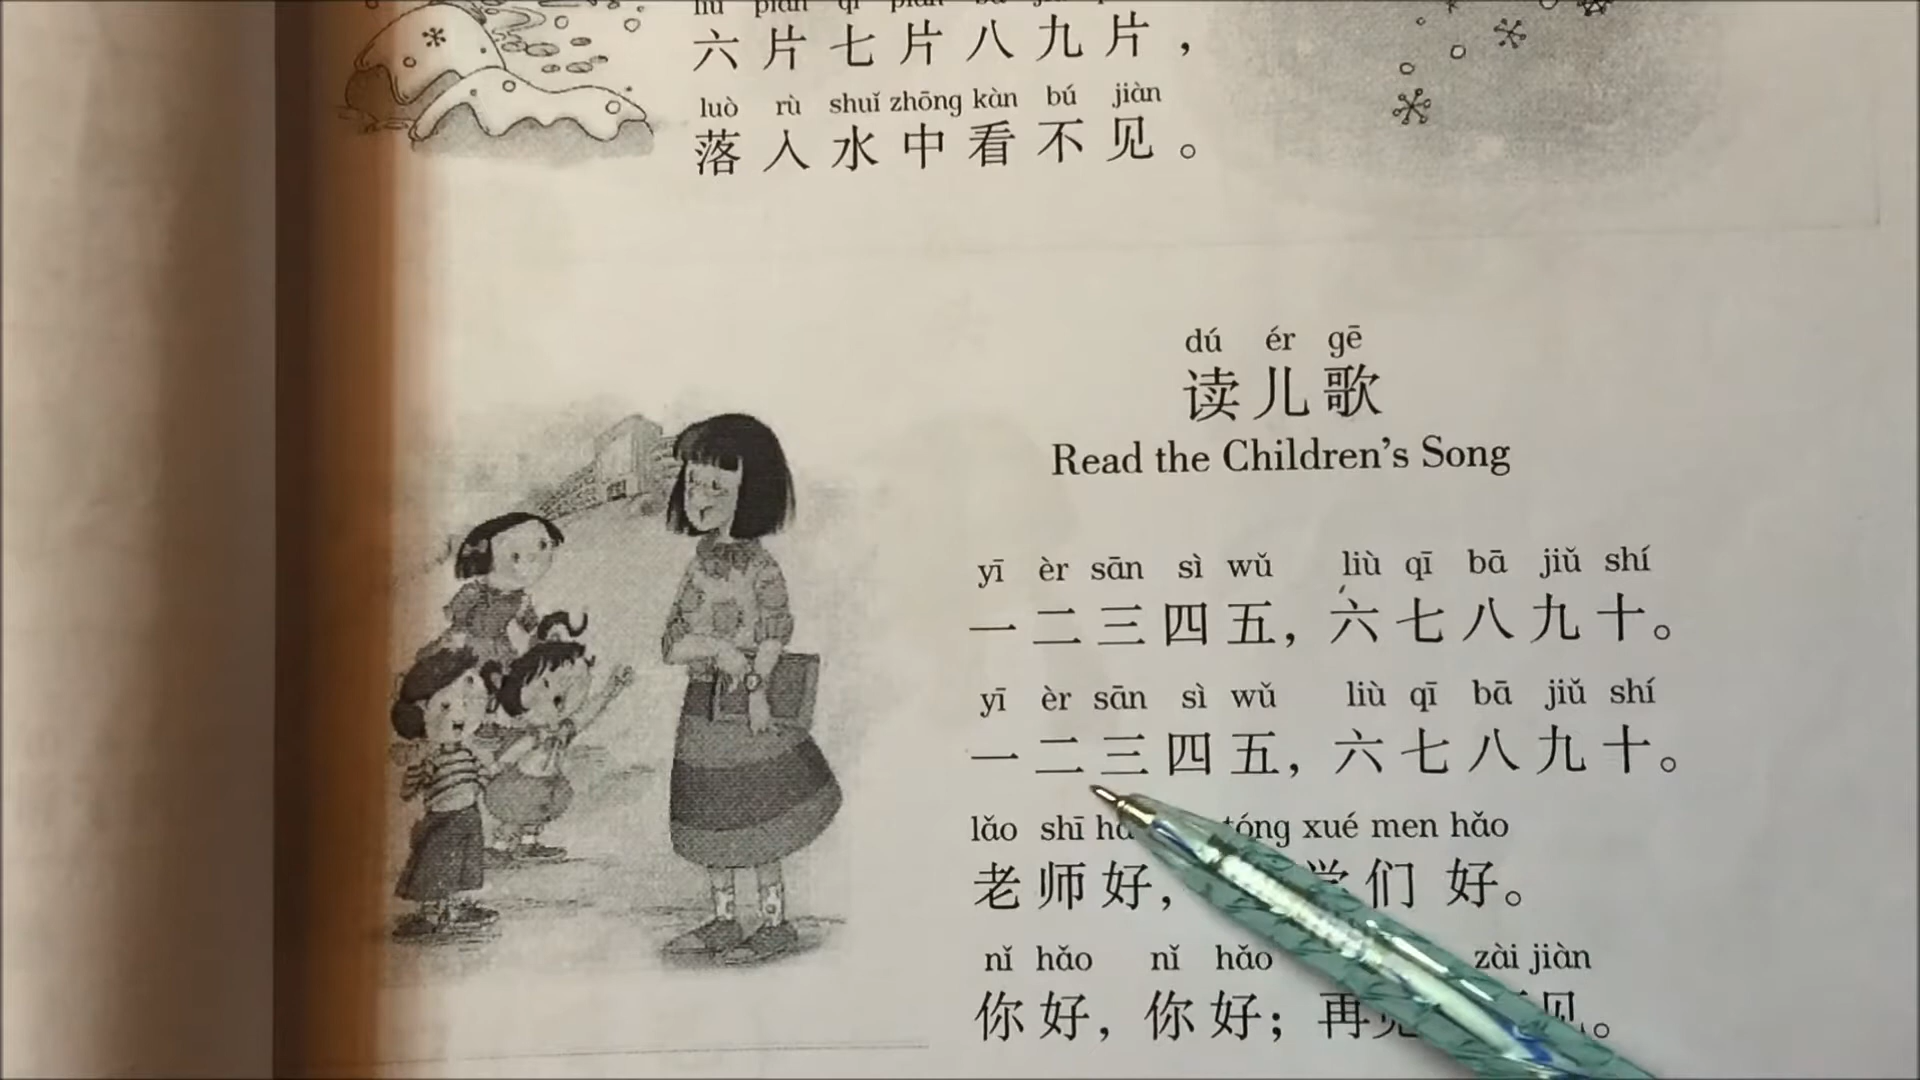 六片七片八九片，
luò rù shuǐ zhōng kàn bú jiàn
落入水中看不见。
dú ér gē
读儿歌
Read the Children's Song
yī èr sān sì wǔ liù qī bā jiǔ shí
一二三四五，六七八九十。
yī èr sān sì wǔ liù qī bā jiǔ shí
一二三四五，六七八九十。
lǎo shī tóng xué men hǎo
老师好，学们好。
nǐ hǎo nǐ hǎo zài jiàn
你好，你好；再见。